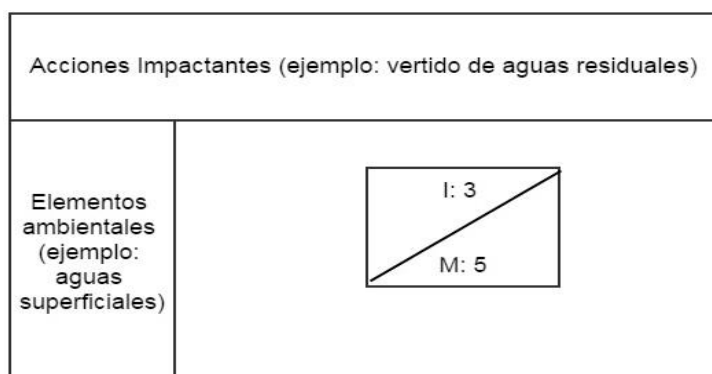 Acciones Impactantes (ejemplo: vertido de aguas residuales)
Elementos
ambientales
(ejemplo:
aguas
superficiales)
I: 3
M: 5